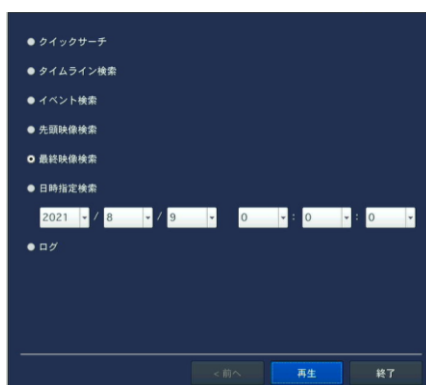 クイックサーチ
タイムライン検索
イベント検索
先頭映像検索
最終映像検索
日時指定検索
2021 / 8 / 9 0 : 0 : 0
ログ
<前へ 再生 終了